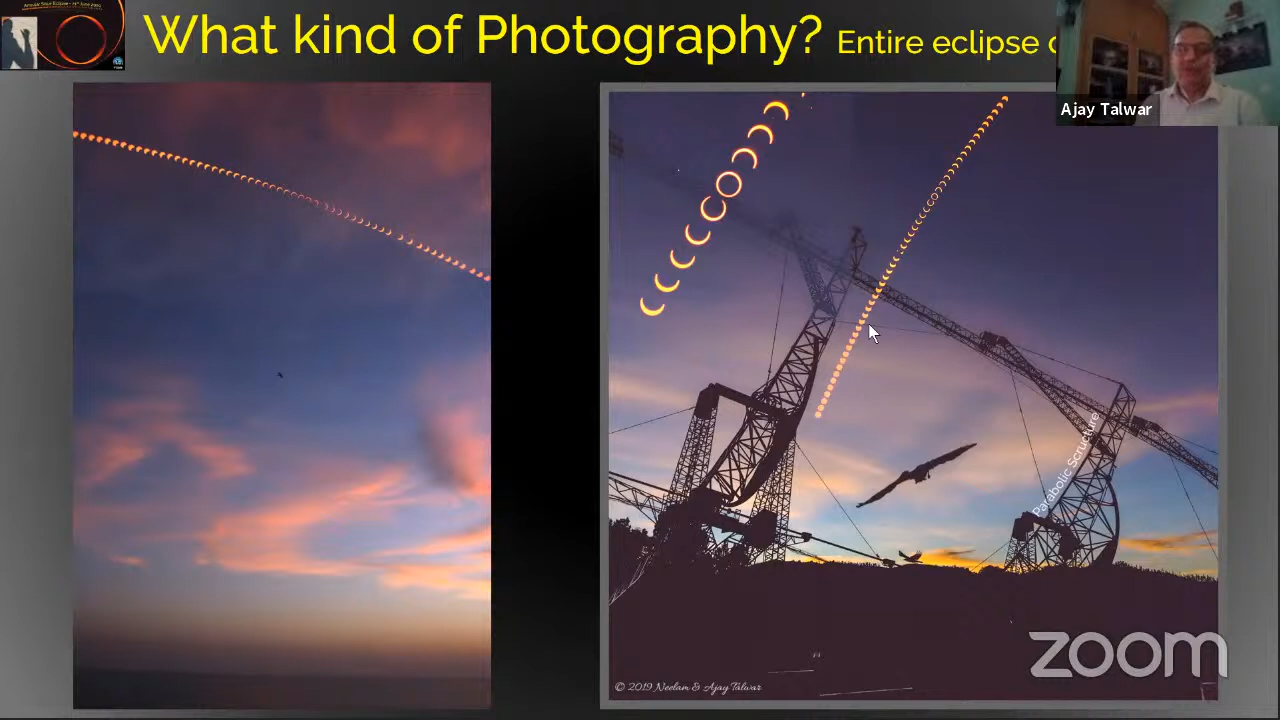 What kind of Photography? Entire eclipse
Ajay Talwar
Parabolic Structure
zoom
© 2019 Neelam & Ajay Talwar